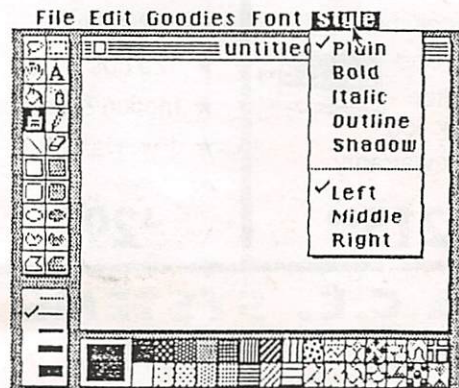 File Edit Goodies Font Style
untitled
✓Plain
Bold
Italic
Outline
Shadow
✓Left
Middle
Right
A